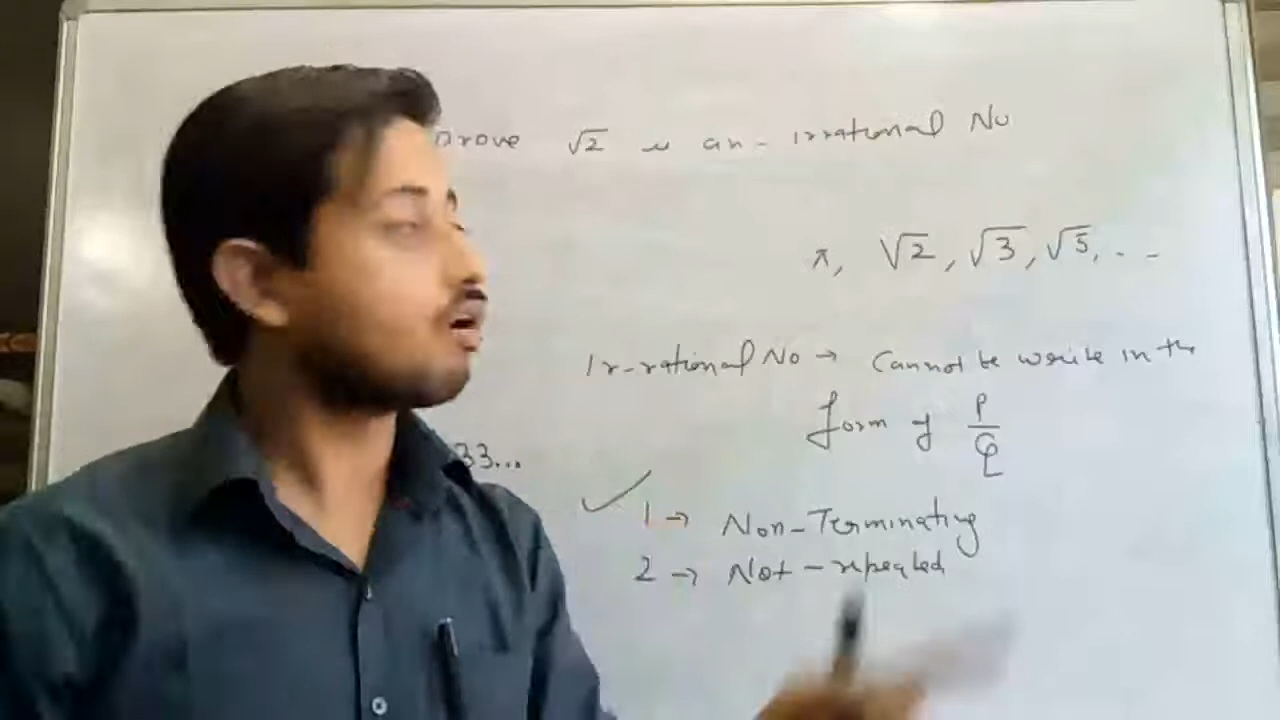 prove √2 is an- irrational No
π, √2, √3, √5, . . -
Ir-rational No → Cannot be write in the
form of P/Q
33...
✓ 1 → Non-Terminating
2 → Not-repeated